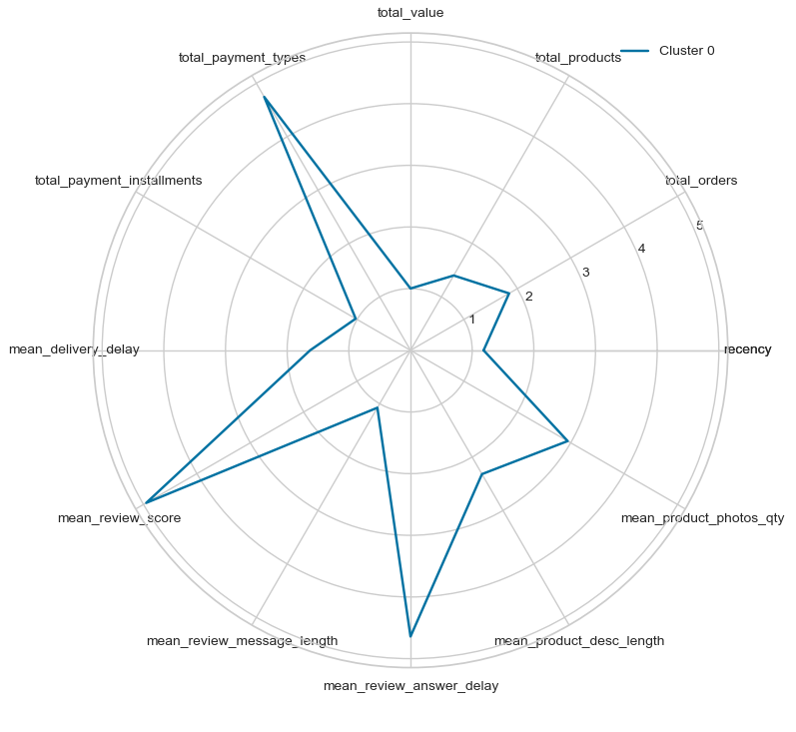 total_value
Cluster 0
total_payment_types
total_products
total_payment_installments
total_orders
5
4
3
2
1
mean_delivery_delay
recency
mean_review_score
mean_product_photos_qty
mean_review_message_length
mean_product_desc_length
mean_review_answer_delay